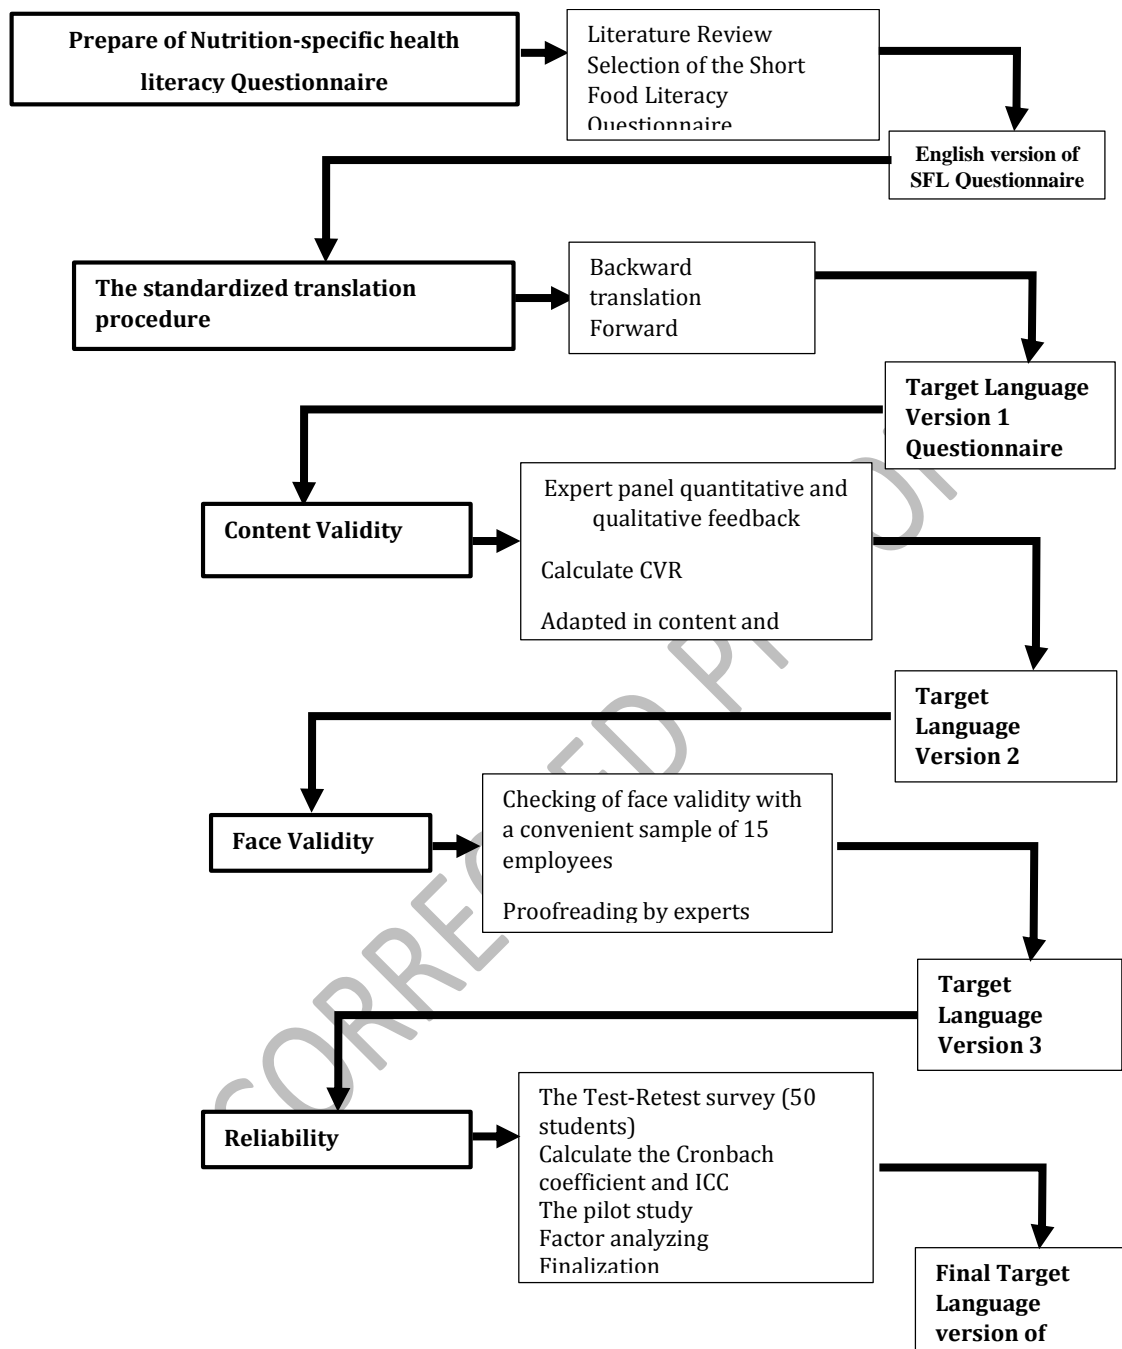 Prepare of Nutrition-specific health
literacy Questionnaire
Literature Review
Selection of the Short
Food Literacy
Questionnaire
English version of
SFL Questionnaire
The standardized translation
procedure
Backward
translation
Forward
Target Language
Version 1
Questionnaire
Content Validity
Expert panel quantitative and
qualitative feedback
Calculate CVR
Adapted in content and
Target
Language
Version 2
Face Validity
Checking of face validity with
a convenient sample of 15
employees
Proofreading by experts
Target
Language
Version 3
Reliability
The Test-Retest survey (50
students)
Calculate the Cronbach
coefficient and ICC
The pilot study
Factor analyzing
Finalization
Final Target
Language
version of